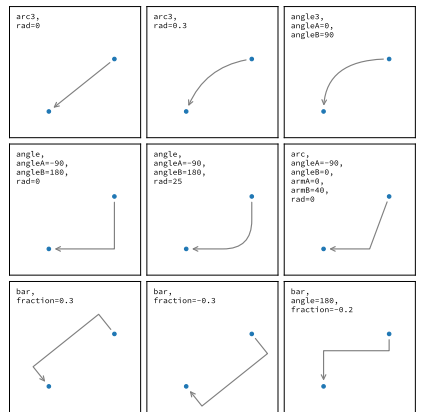 arc3,
rad=0
arc3,
rad=0.3
angle3,
angleA=0,
angleB=90
angle,
angleA=-90,
angleB=180,
rad=0
angle,
angleA=-90,
angleB=180,
rad=25
arc,
angleA=-90,
angleB=0,
armA=0,
armB=40,
rad=0
bar,
fraction=0.3
bar,
fraction=-0.3
bar,
angle=180,
fraction=-0.2